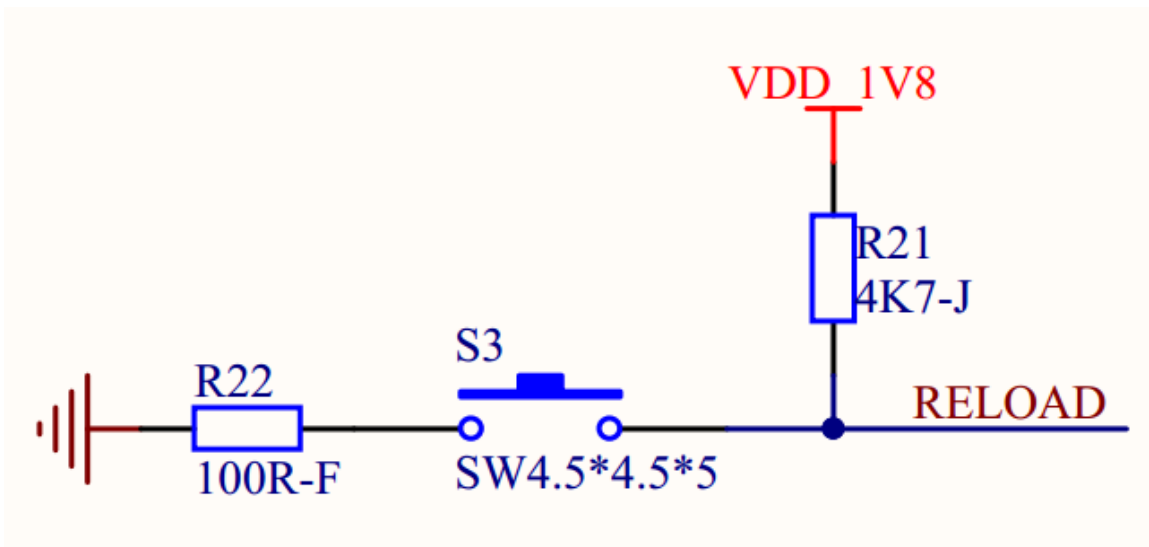 VDD_1V8
R21
4K7-J
S3
R22
RELOAD
100R-F
SW4.5*4.5*5